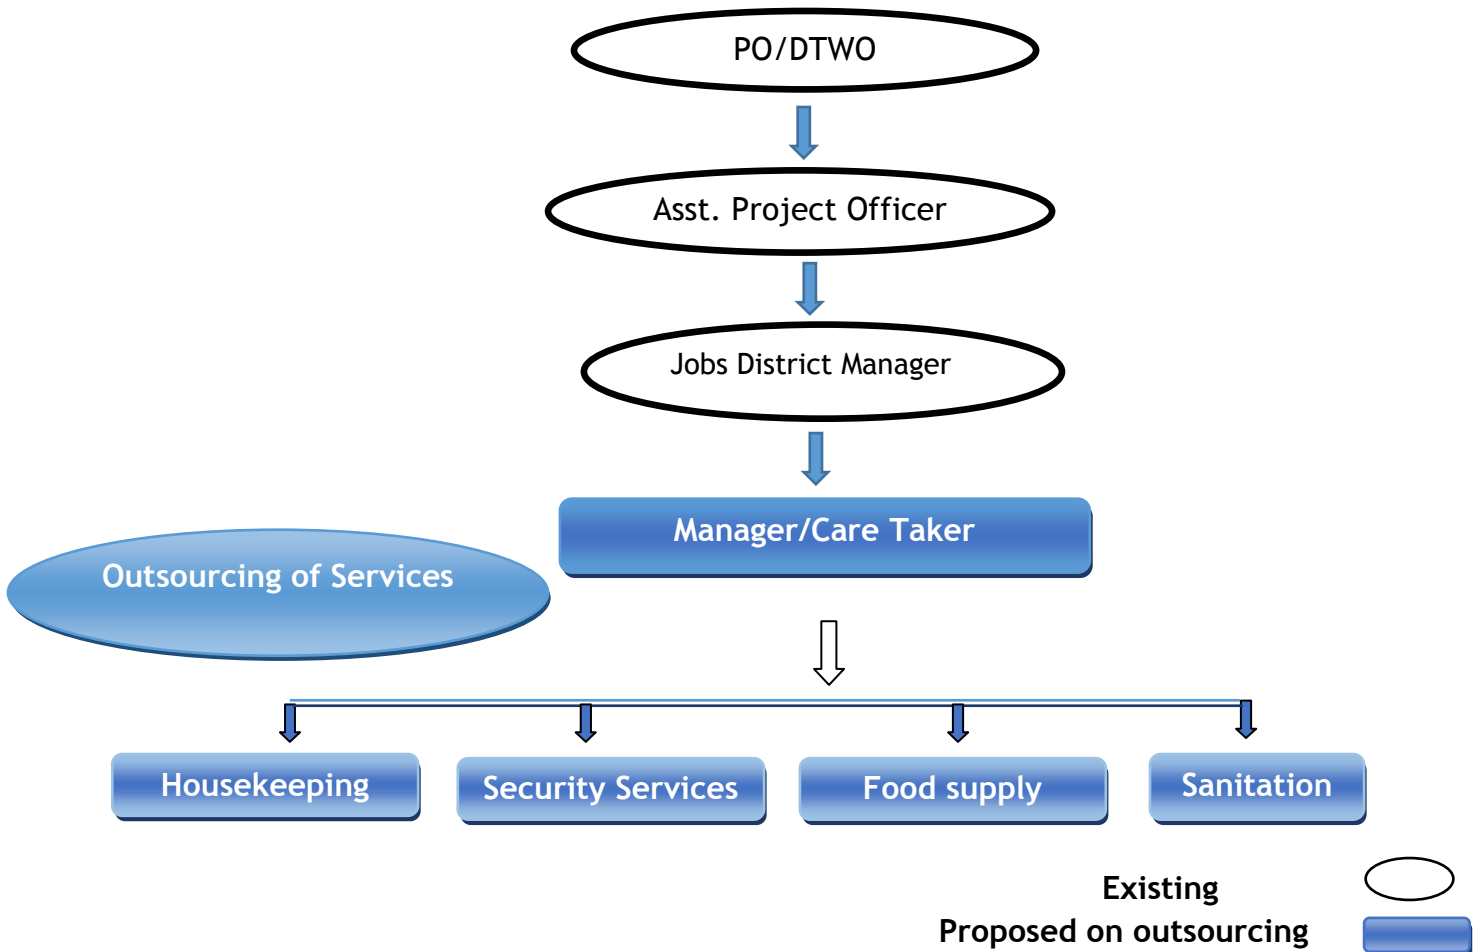 PO/DTWO
Asst. Project Officer
Jobs District Manager
Manager/Care Taker
Outsourcing of Services
Housekeeping
Security Services
Food supply
Sanitation
Existing
Proposed on outsourcing